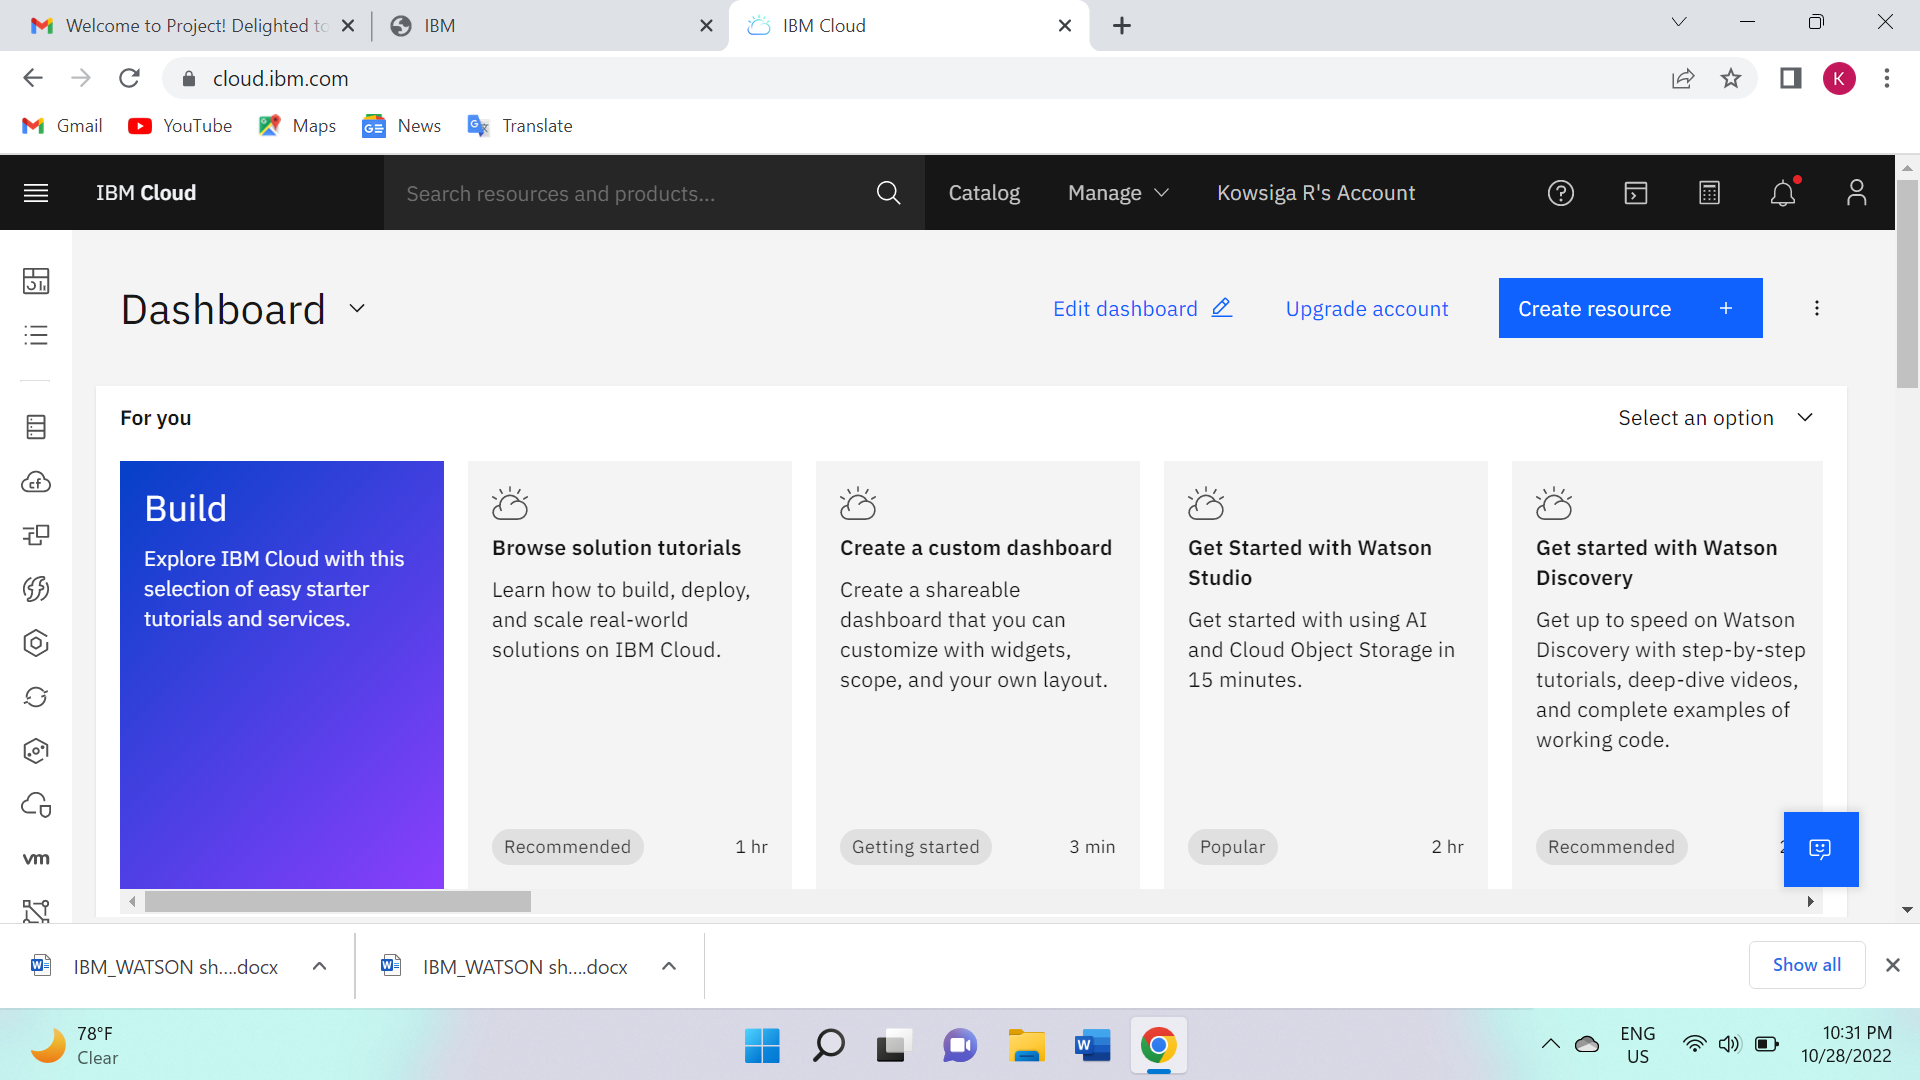 Welcome to Project! Delighted to
IBM
IBM Cloud
cloud.ibm.com
K
Gmail
YouTube
Maps
News
Translate
IBM Cloud
Search resources and products...
Catalog
Manage
Kowsiga R's Account
Dashboard
Edit dashboard
Upgrade account
Create resource +
For you
Select an option
Build
Explore IBM Cloud with this
selection of easy starter
tutorials and services.
Browse solution tutorials
Learn how to build, deploy,
and scale real-world
solutions on IBM Cloud.
Recommended
1 hr
Create a custom dashboard
Create a shareable
dashboard that you can
customize with widgets,
scope, and your own layout.
Getting started
3 min
Get Started with Watson
Studio
Get started with using AI
and Cloud Object Storage in
15 minutes.
Popular
2 hr
Get started with Watson
Discovery
Get up to speed on Watson
Discovery with step-by-step
tutorials, deep-dive videos,
and complete examples of
working code.
Recommended
cf
vm
IBM_WATSON sh....docx
IBM_WATSON sh....docx
Show all
78°F
Clear
W
ENG
US
10:31 PM
10/28/2022